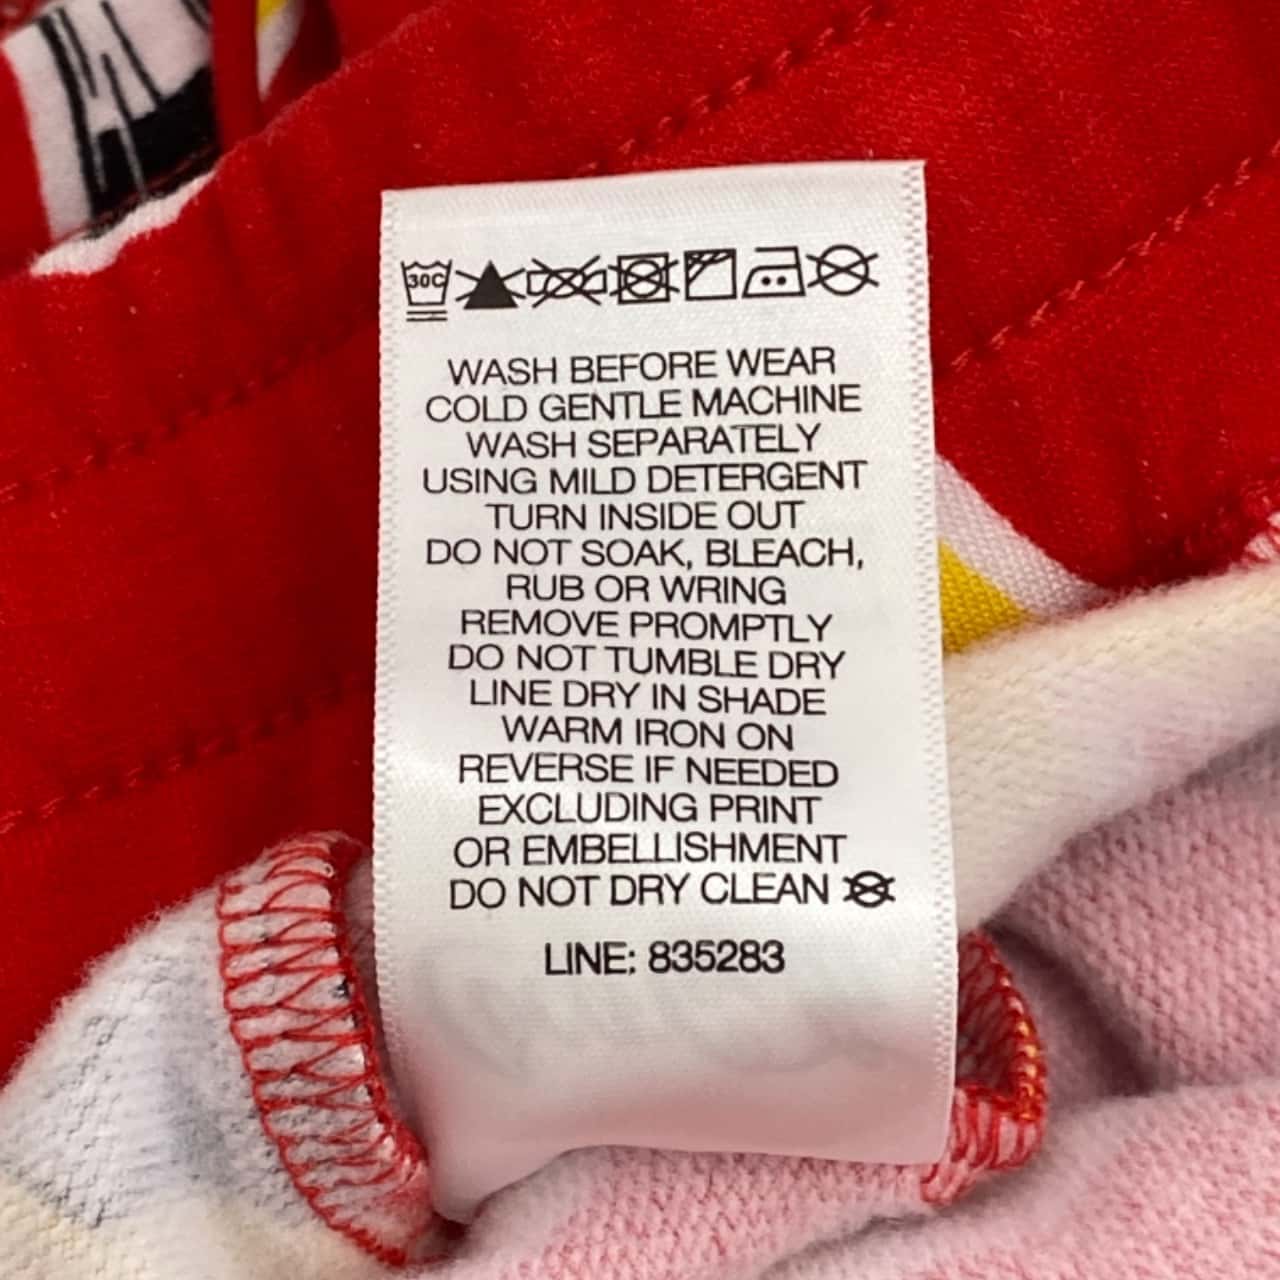 30C
WASH BEFORE WEAR
COLD GENTLE MACHINE
WASH SEPARATELY
USING MILD DETERGENT
TURN INSIDE OUT
DO NOT SOAK, BLEACH,
RUB OR WRING
REMOVE PROMPTLY
DO NOT TUMBLE DRY
LINE DRY IN SHADE
WARM IRON ON
REVERSE IF NEEDED
EXCLUDING PRINT
OR EMBELLISHMENT
DO NOT DRY CLEAN
LINE: 835283